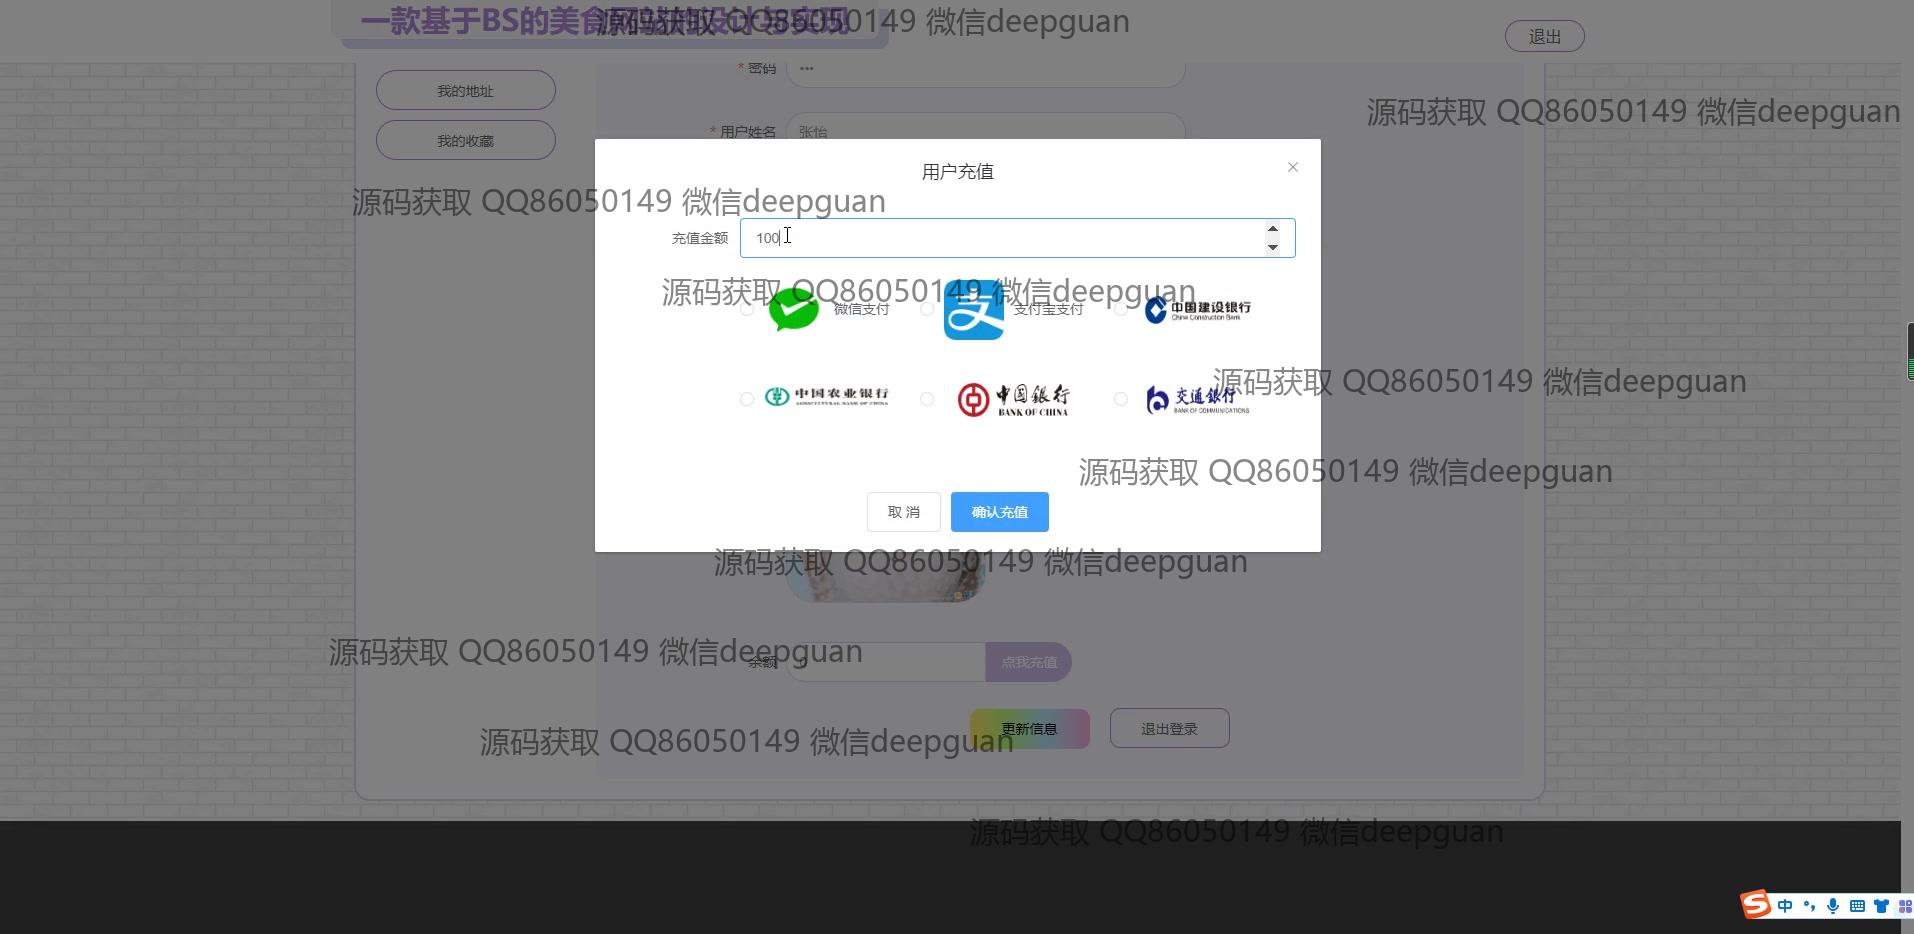 一款基于BS的美食网站的设计与实现
源码获取 QQ86050149 微信deepguan
退出
* 密码 •••
我的地址
源码获取 QQ86050149 微信deepguan
* 用户姓名 张怡
我的收藏
用户充值
源码获取 QQ86050149 微信deepguan
充值金额 100
源码获取 QQ86050149 微信deepguan
微信支付
支付宝支付
中国建设银行
China Construction Bank
源码获取 QQ86050149 微信deepguan
中国农业银行
AGRICULTURAL BANK OF CHINA
中国银行
BANK OF CHINA
交通銀行
BANK OF COMMUNICATIONS
源码获取 QQ86050149 微信deepguan
取 消
确认充值
源码获取 QQ86050149 微信deepguan
源码获取 QQ86050149 微信deepguan
余额 0
点我充值
更新信息
退出登录
源码获取 QQ86050149 微信deepguan
源码获取 QQ86050149 微信deepguan
中